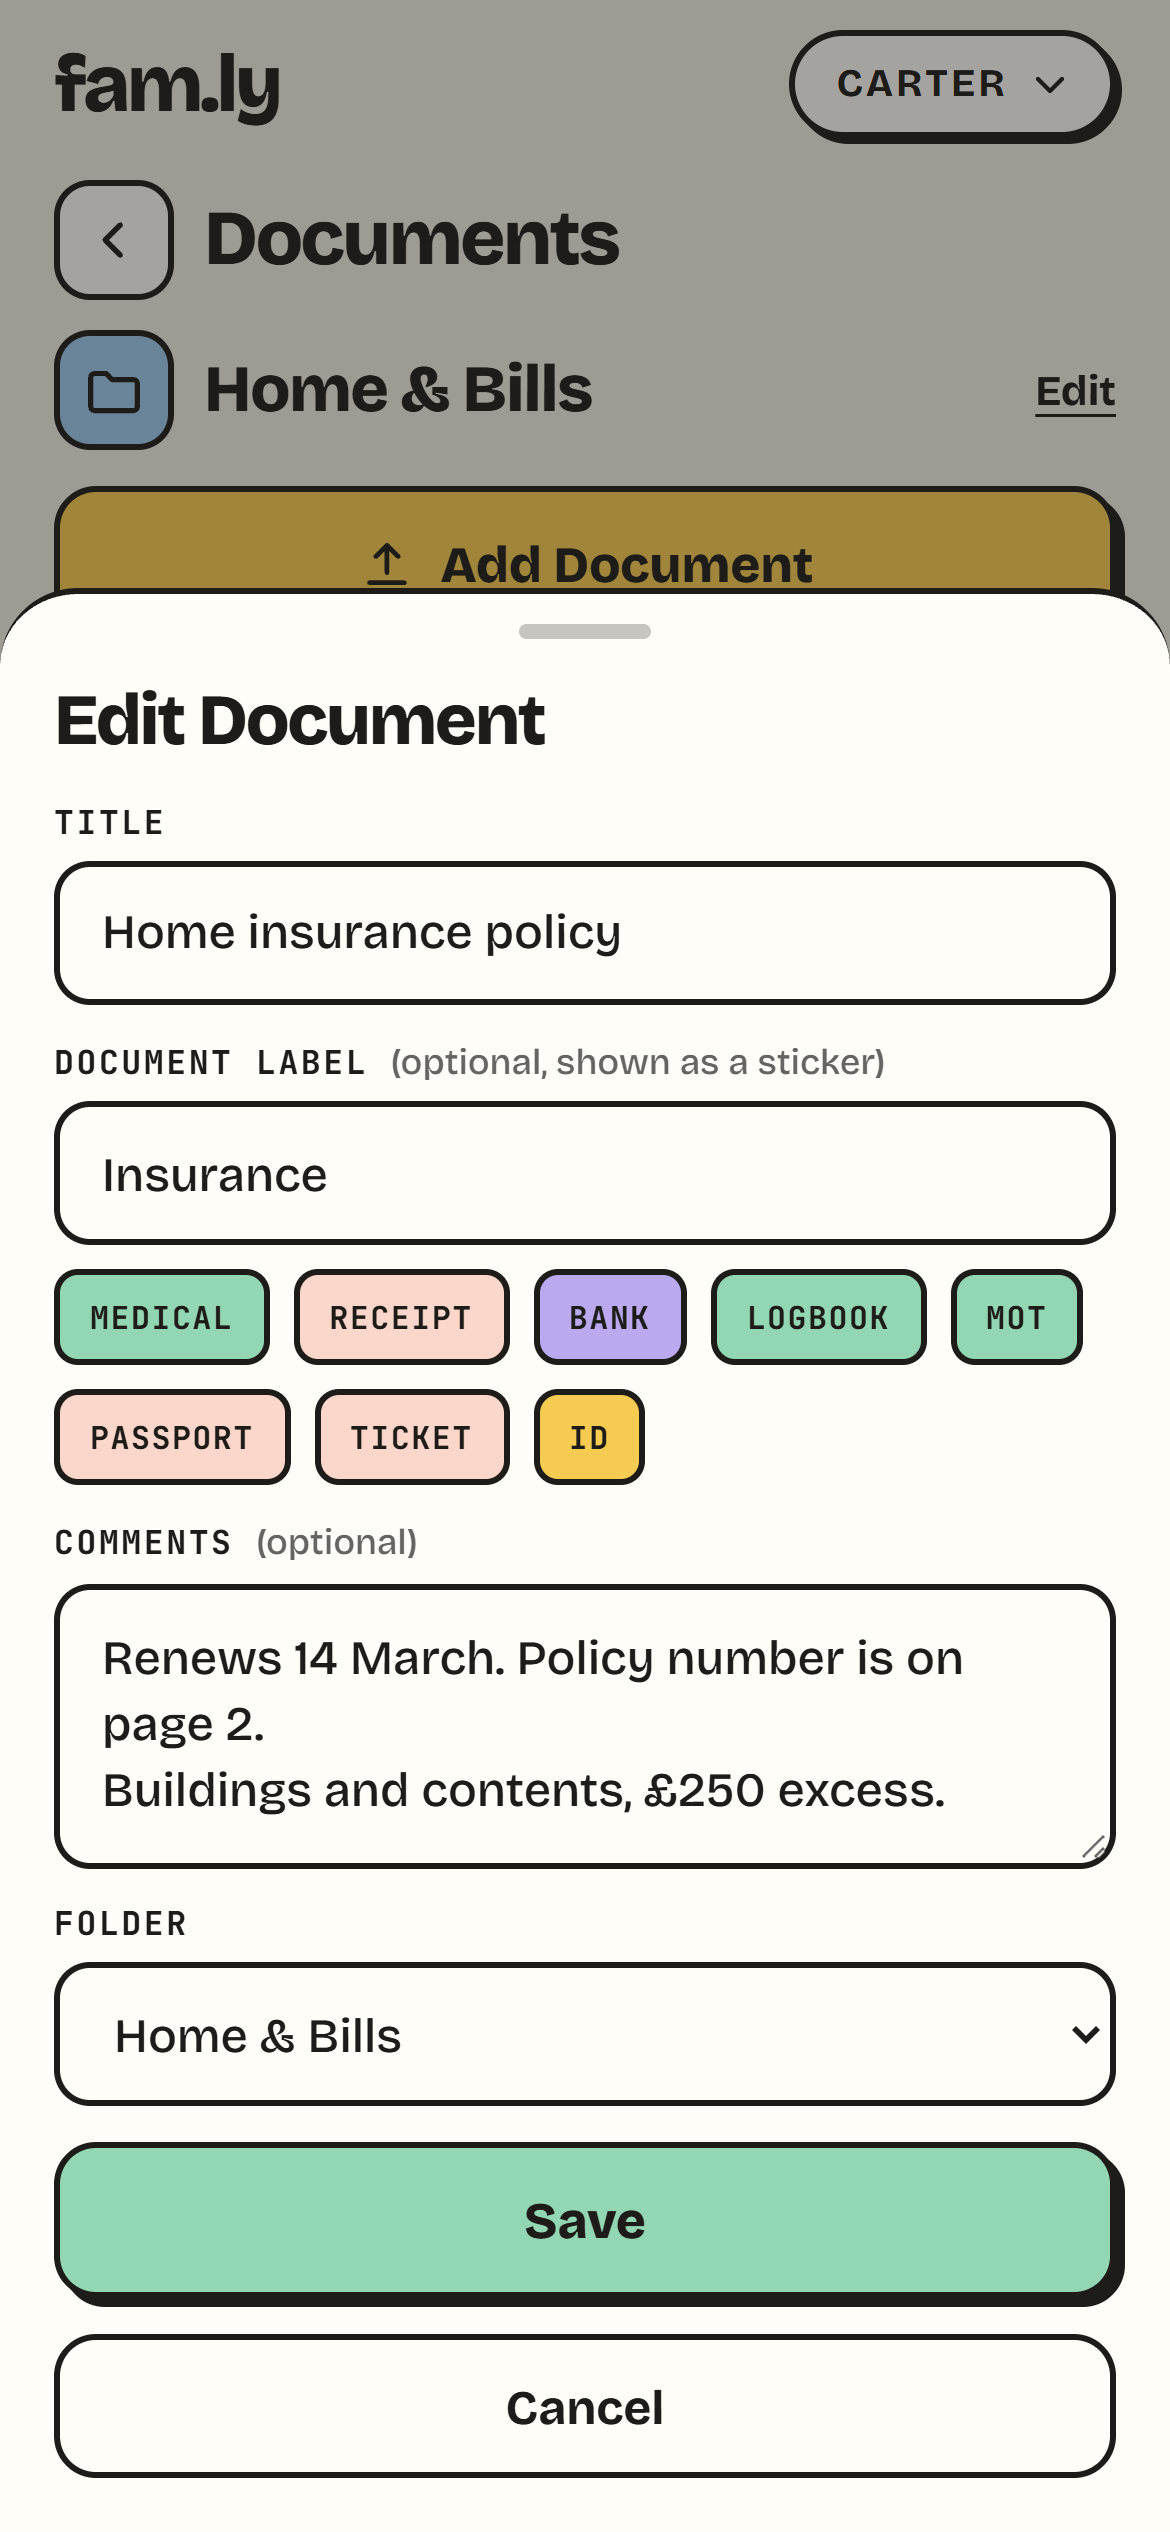 fam.ly
CARTER
Documents
Home & Bills
Edit
Add Document
Edit Document
TITLE
Home insurance policy
DOCUMENT LABEL (optional, shown as a sticker)
Insurance
MEDICAL RECEIPT BANK LOGBOOK MOT
PASSPORT TICKET ID
COMMENTS (optional)
Renews 14 March. Policy number is on
page 2.
Buildings and contents, £250 excess.
FOLDER
Home & Bills
Save
Cancel